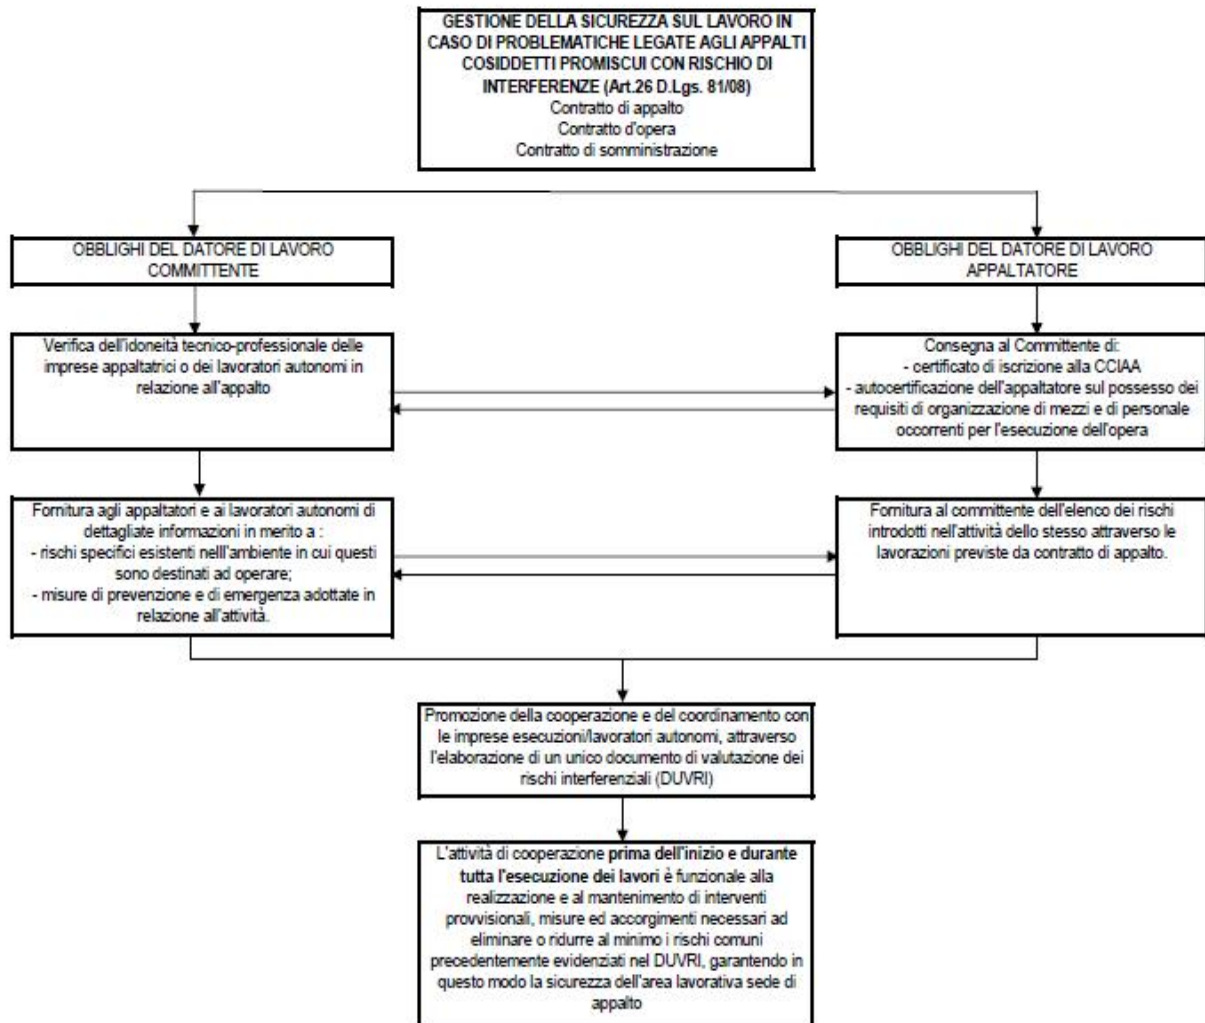 GESTIONE DELLA SICUREZZA SUL LAVORO IN
CASO DI PROBLEMATICHE LEGATE AGLI APPALTI
COSIDDETTI PROMISCUI CON RISCHIO DI
INTERFERENZE (Art.26 D.Lgs. 81/08)
Contratto di appalto
Contratto d'opera
Contratto di somministrazione
OBBLIGHI DEL DATORE DI LAVORO
COMMITTENTE
OBBLIGHI DEL DATORE DI LAVORO
APPALTATORE
Verifica dell'idoneità tecnico-professionale delle
imprese appaltatrici o dei lavoratori autonomi in
relazione all'appalto
Consegna al Committente di:
- certificato di iscrizione alla CCIAA
- autocertificazione dell'appaltatore sul possesso dei
requisiti di organizzazione di mezzi e di personale
occorrenti per l'esecuzione dell'opera
Fornitura agli appaltatori e ai lavoratori autonomi di
dettagliate informazioni in merito a :
- rischi specifici esistenti nell'ambiente in cui questi
sono destinati ad operare;
- misure di prevenzione e di emergenza adottate in
relazione all'attività.
Fornitura al committente dell'elenco dei rischi
introdotti nell'attività dello stesso attraverso le
lavorazioni previste da contratto di appalto.
Promozione della cooperazione e del coordinamento con
le imprese esecuzioni/lavoratori autonomi, attraverso
l'elaborazione di un unico documento di valutazione dei
rischi interferenziali (DUVRI)
L'attività di cooperazione prima dell'inizio e durante
tutta l'esecuzione dei lavori è funzionale alla
realizzazione e al mantenimento di interventi
provvisionali, misure ed accorgimenti necessari ad
eliminare o ridurre al minimo i rischi comuni
precedentemente evidenziati nel DUVRI, garantendo in
questo modo la sicurezza dell'area lavorativa sede di
appalto